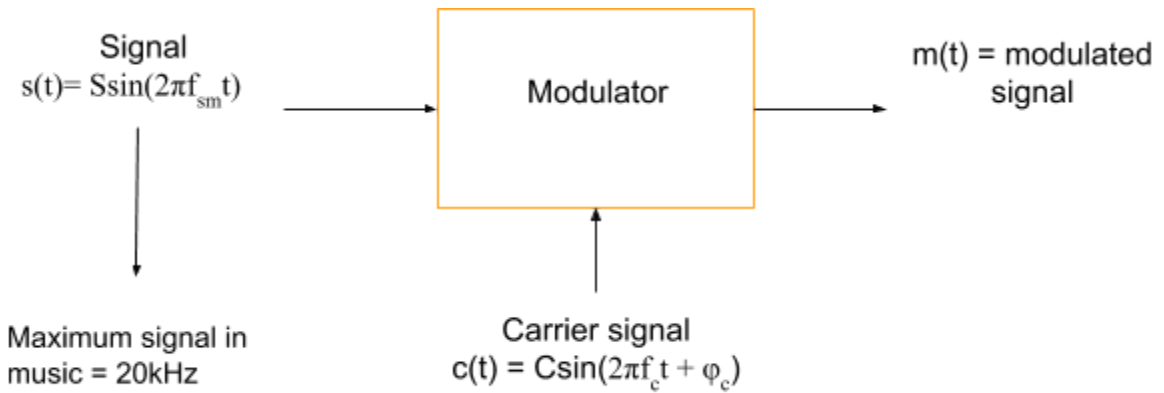 Signal
s(t)= Ssin(2πfsmt)
Modulator
m(t) = modulated
signal
Maximum signal in
music = 20kHz
Carrier signal
c(t) = Csin(2πfct + φc)